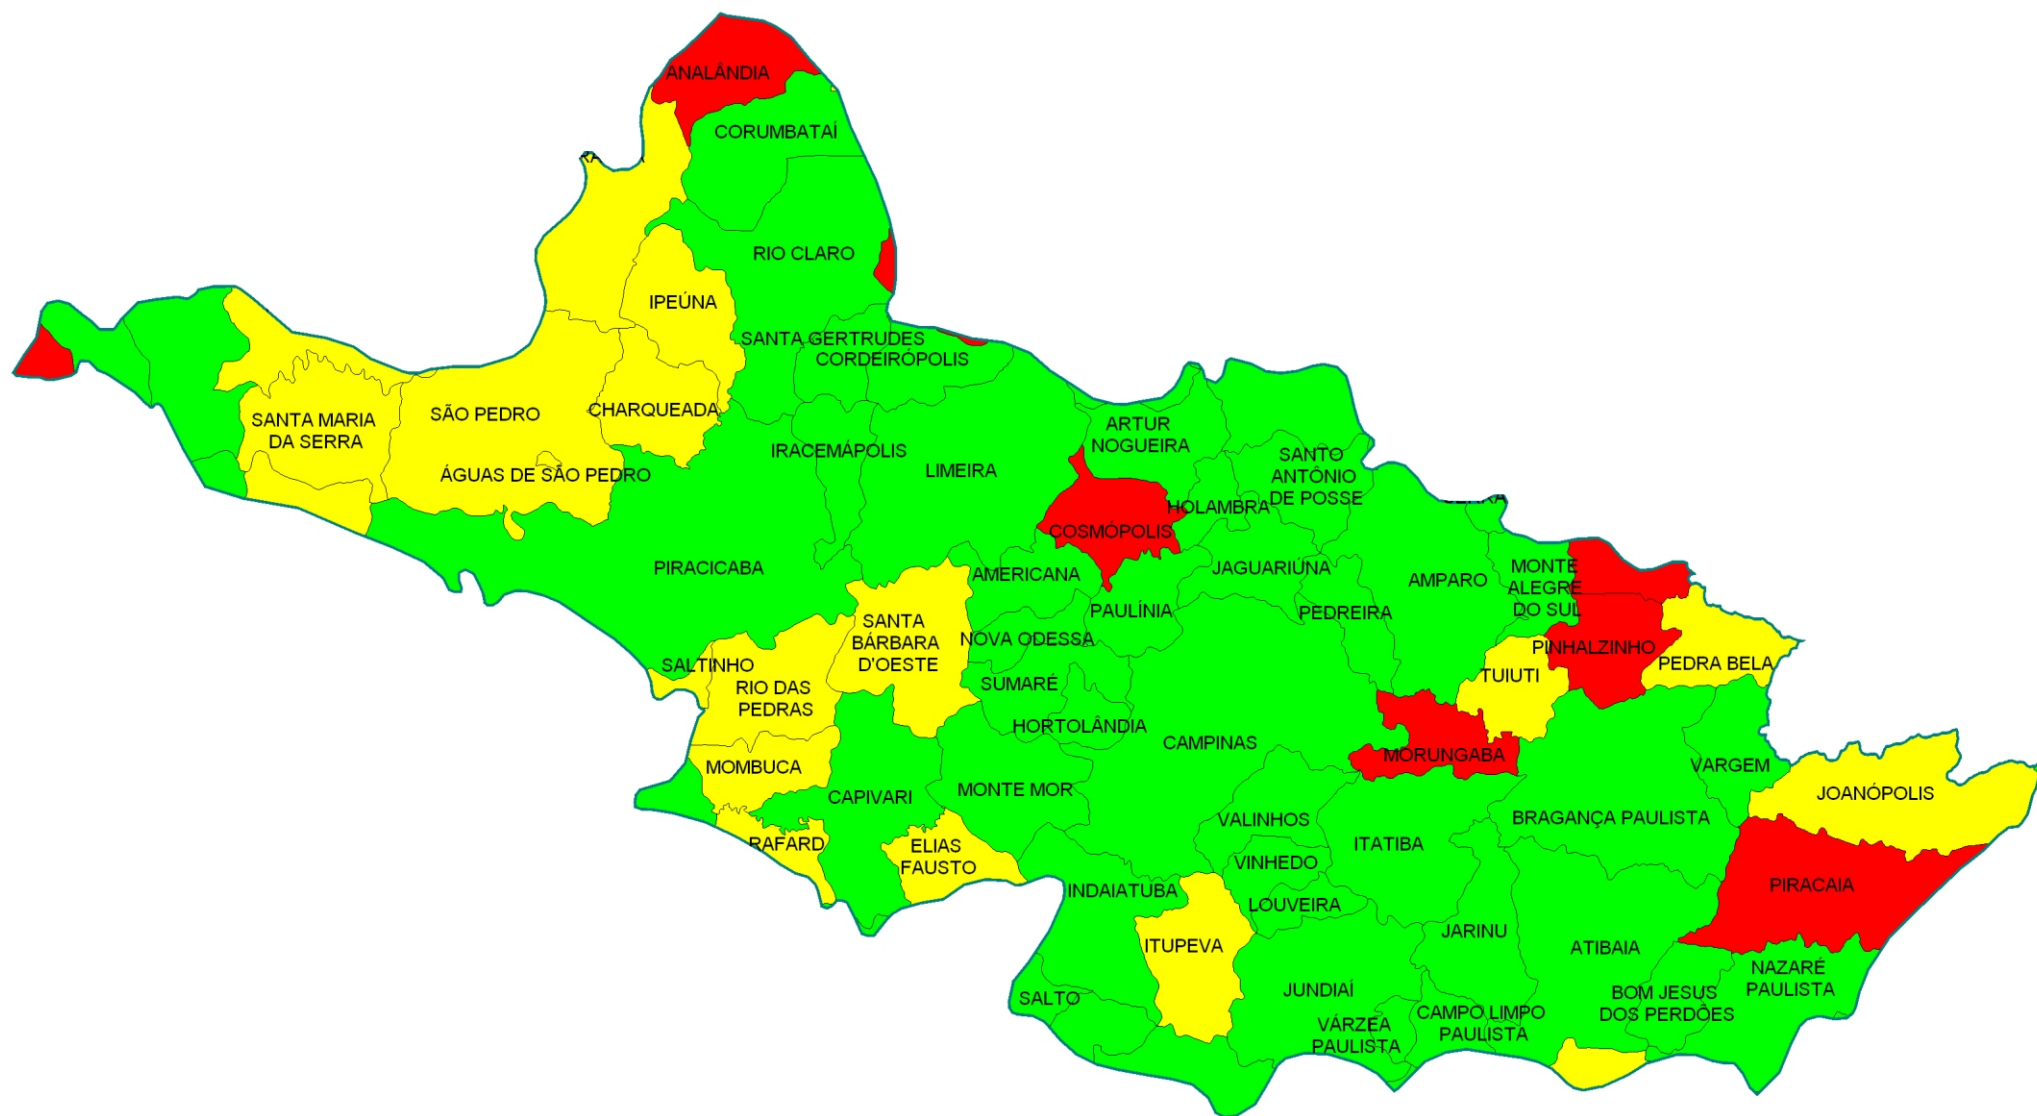 ANALÂNDIA
CORUMBATAÍ
RIO CLARO
IPEÚNA
SANTA GERTRUDES
CORDEIRÓPOLIS
SANTA MARIA
DA SERRA
SÃO PEDRO
CHARQUEADA
ÁGUAS DE SÃO PEDRO
IRACEMÁPOLIS
LIMEIRA
ARTUR
NOGUEIRA
SANTO
ANTÔNIO
DE POSSE
HOLAMBRA
COSMÓPOLIS
PIRACICABA
AMERICANA
JAGUARIÚNA
AMPARO
MONTE
ALEGRE
DO SUL
PAULÍNIA
PEDREIRA
SANTA
BÁRBARA
D'OESTE
NOVA ODESSA
PINHALZINHO
PEDRA BELA
SALTINHO
RIO DAS
PEDRAS
SUMARÉ
TUIUTI
HORTOLÂNDIA
CAMPINAS
MORUNGABA
VARGEM
MOMBUCA
CAPIVARI
MONTE MOR
JOANÓPOLIS
VALINHOS
BRAGANÇA PAULISTA
RAFARD
ELIAS
FAUSTO
ITATIBA
VINHEDO
INDAIATUBA
LOUVEIRA
PIRACAIA
ITUPEVA
JARINU
ATIBAIA
NAZARÉ
PAULISTA
SALTO
JUNDIAÍ
BOM JESUS
DOS PERDÕES
VÁRZEA
PAULISTA
CAMPO LIMPO
PAULISTA